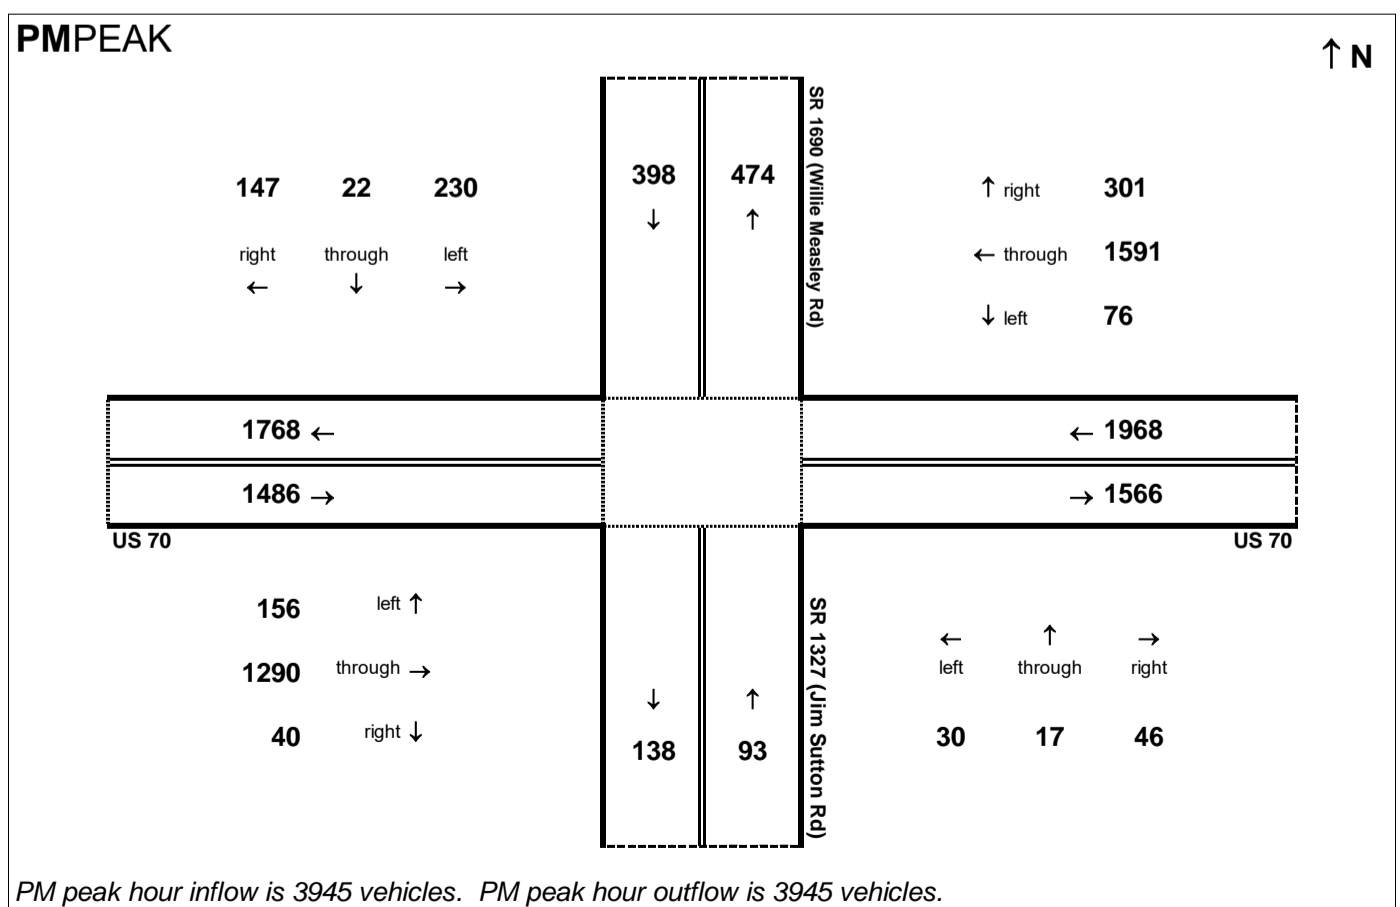 PMPEAK
↑ N
SR 1690 (Willie Measley Rd)
147 22 230
right through left
← ↓ →
398 474
↓ ↑
↑ right 301
← through 1591
↓ left 76
1768 ←
← 1968
1486 →
→ 1566
US 70
US 70
156 left ↑
1290 through →
40 right ↓
↓ ↑
138 93
SR 1327 (Jim Sutton Rd)
← ↑ →
left through right
30 17 46
PM peak hour inflow is 3945 vehicles. PM peak hour outflow is 3945 vehicles.